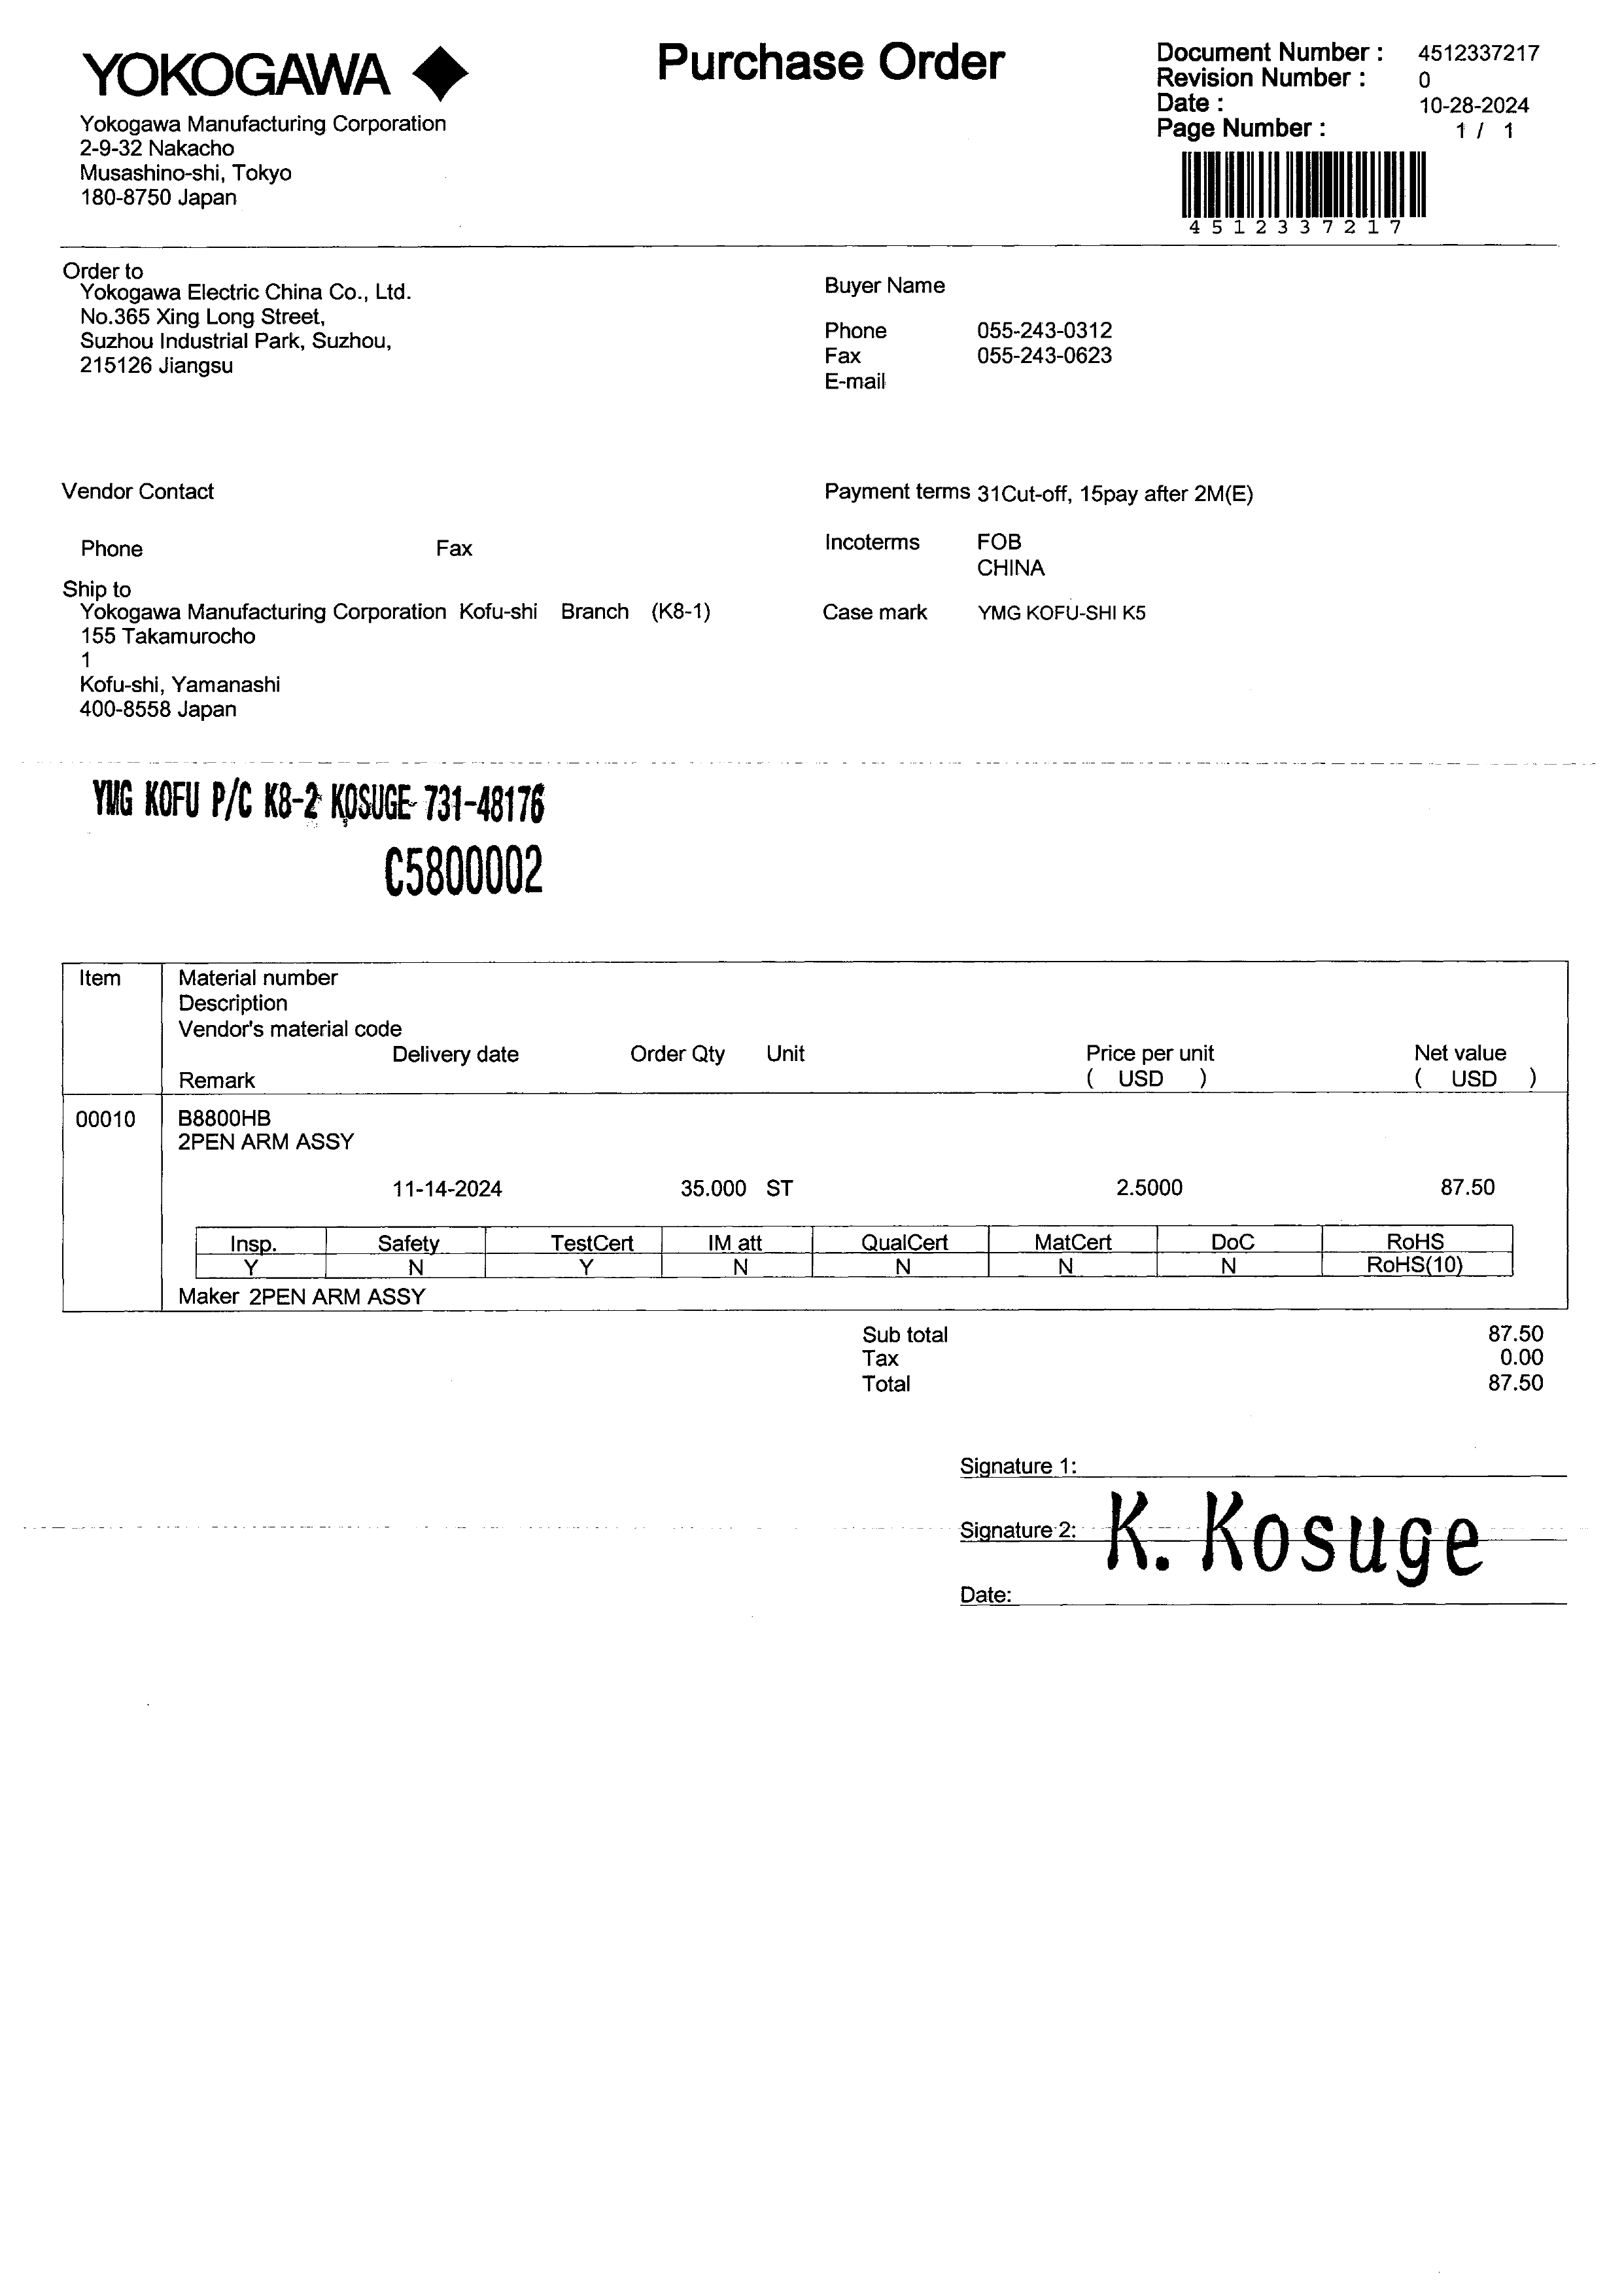 YOKOGAWA
Purchase Order
Document Number : 4512337217
Revision Number : 0
Date : 10-28-2024
Page Number : 1 / 1
4512337217
Yokogawa Manufacturing Corporation
2-9-32 Nakacho
Musashino-shi, Tokyo
180-8750 Japan
Order to
Yokogawa Electric China Co., Ltd.
No.365 Xing Long Street,
Suzhou Industrial Park, Suzhou,
215126 Jiangsu
Buyer Name
Phone 055-243-0312
Fax 055-243-0623
E-mail
Vendor Contact
Phone Fax
Payment terms 31Cut-off, 15pay after 2M(E)
Incoterms FOB
CHINA
Case mark YMG KOFU-SHI K5
Ship to
Yokogawa Manufacturing Corporation Kofu-shi Branch (K8-1)
155 Takamurocho
1
Kofu-shi, Yamanashi
400-8558 Japan
YMG KOFU P/C K8-2 KOSUGE 731-48176
C5800002
Item Material number
Description
Vendor's material code
Delivery date Order Qty Unit Price per unit Net value
Remark ( USD ) ( USD )
00010 B8800HB
2PEN ARM ASSY
11-14-2024 35.000 ST 2.5000 87.50
Insp. Safety TestCert IM att QualCert MatCert DoC RoHS
Y N Y N N N N RoHS(10)
Maker 2PEN ARM ASSY
Sub total 87.50
Tax 0.00
Total 87.50
Signature 1:
Signature 2: K. Kosuge
Date: